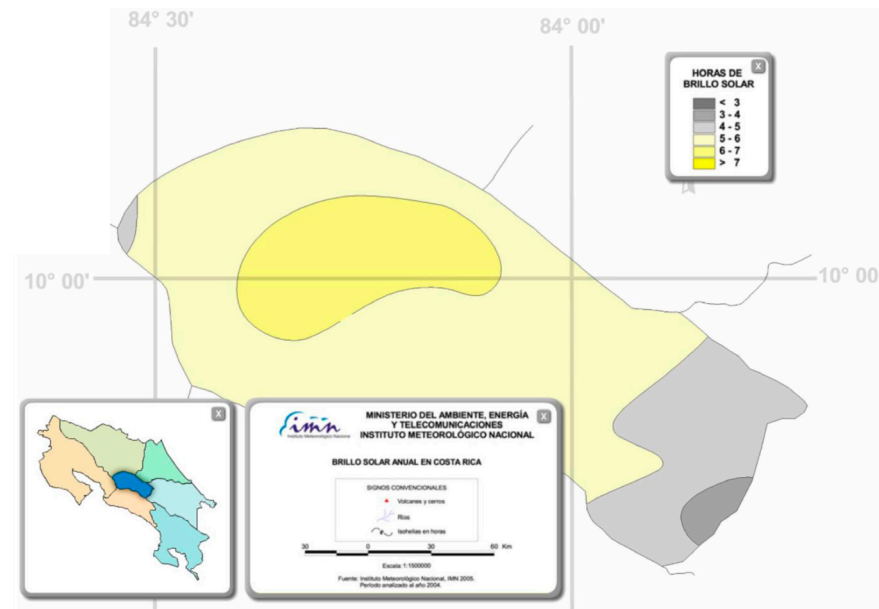 84° 30'
84° 00'
X
HORAS DE
BRILLO SOLAR
< 3
3 - 4
4 - 5
5 - 6
6 - 7
> 7
10° 00'
10° 00
X
X
imn
Instituto Meteorológico Nacional
MINISTERIO DEL AMBIENTE, ENERGÍA
Y TELECOMUNICACIONES
INSTITUTO METEOROLÓGICO NACIONAL
BRILLO SOLAR ANUAL EN COSTA RICA
SIGNOS CONVENCIONALES
Volcanes y cerros
Ríos
Isohelias en horas
30 0 30 60 Km
Escala: 1:1500000
Fuente: Instituto Meteorológico Nacional, IMN 2005.
Período analizado al año 2004.